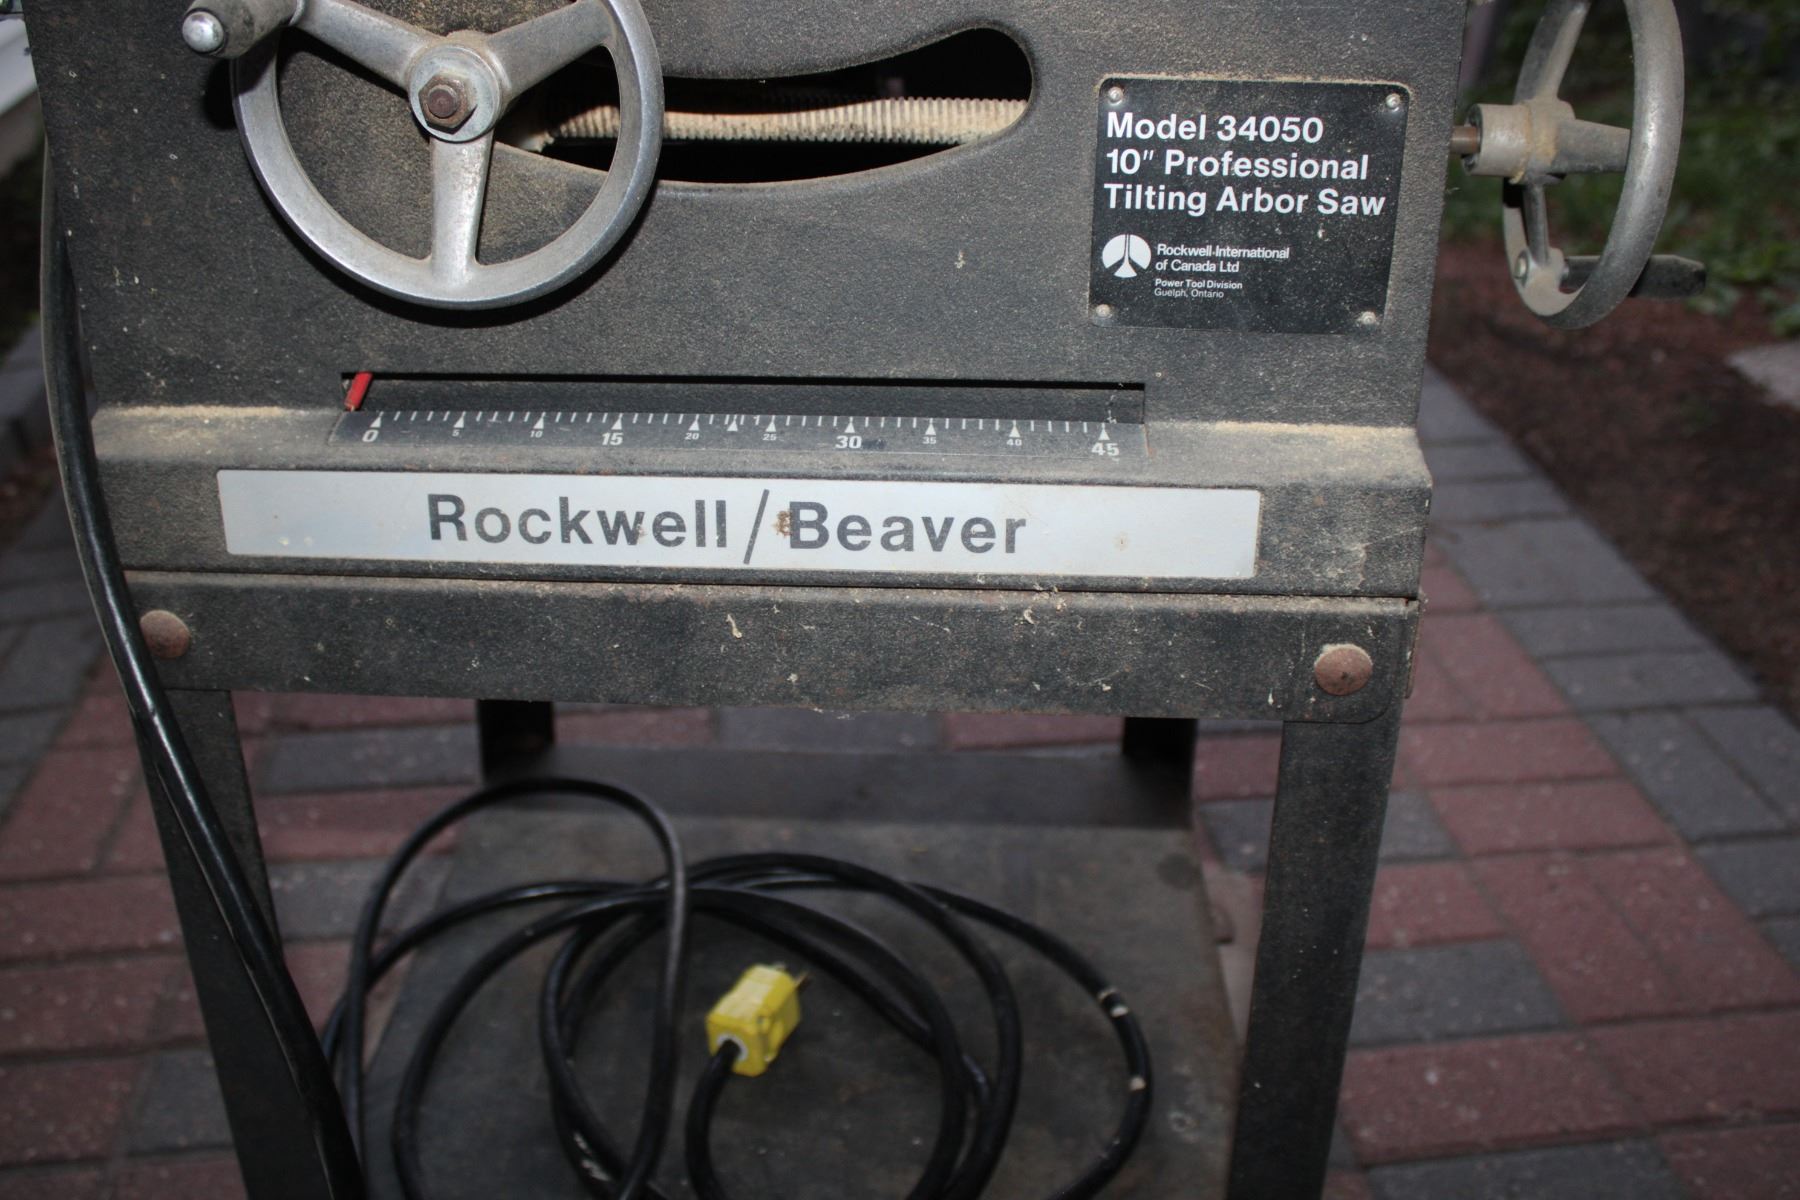 Model 34050
10" Professional
Tilting Arbor Saw
Rockwell International
of Canada Ltd
Power Tool Division
Guelph, Ontario
0 5 10 15 20 25 30 35 40 45
Rockwell/Beaver